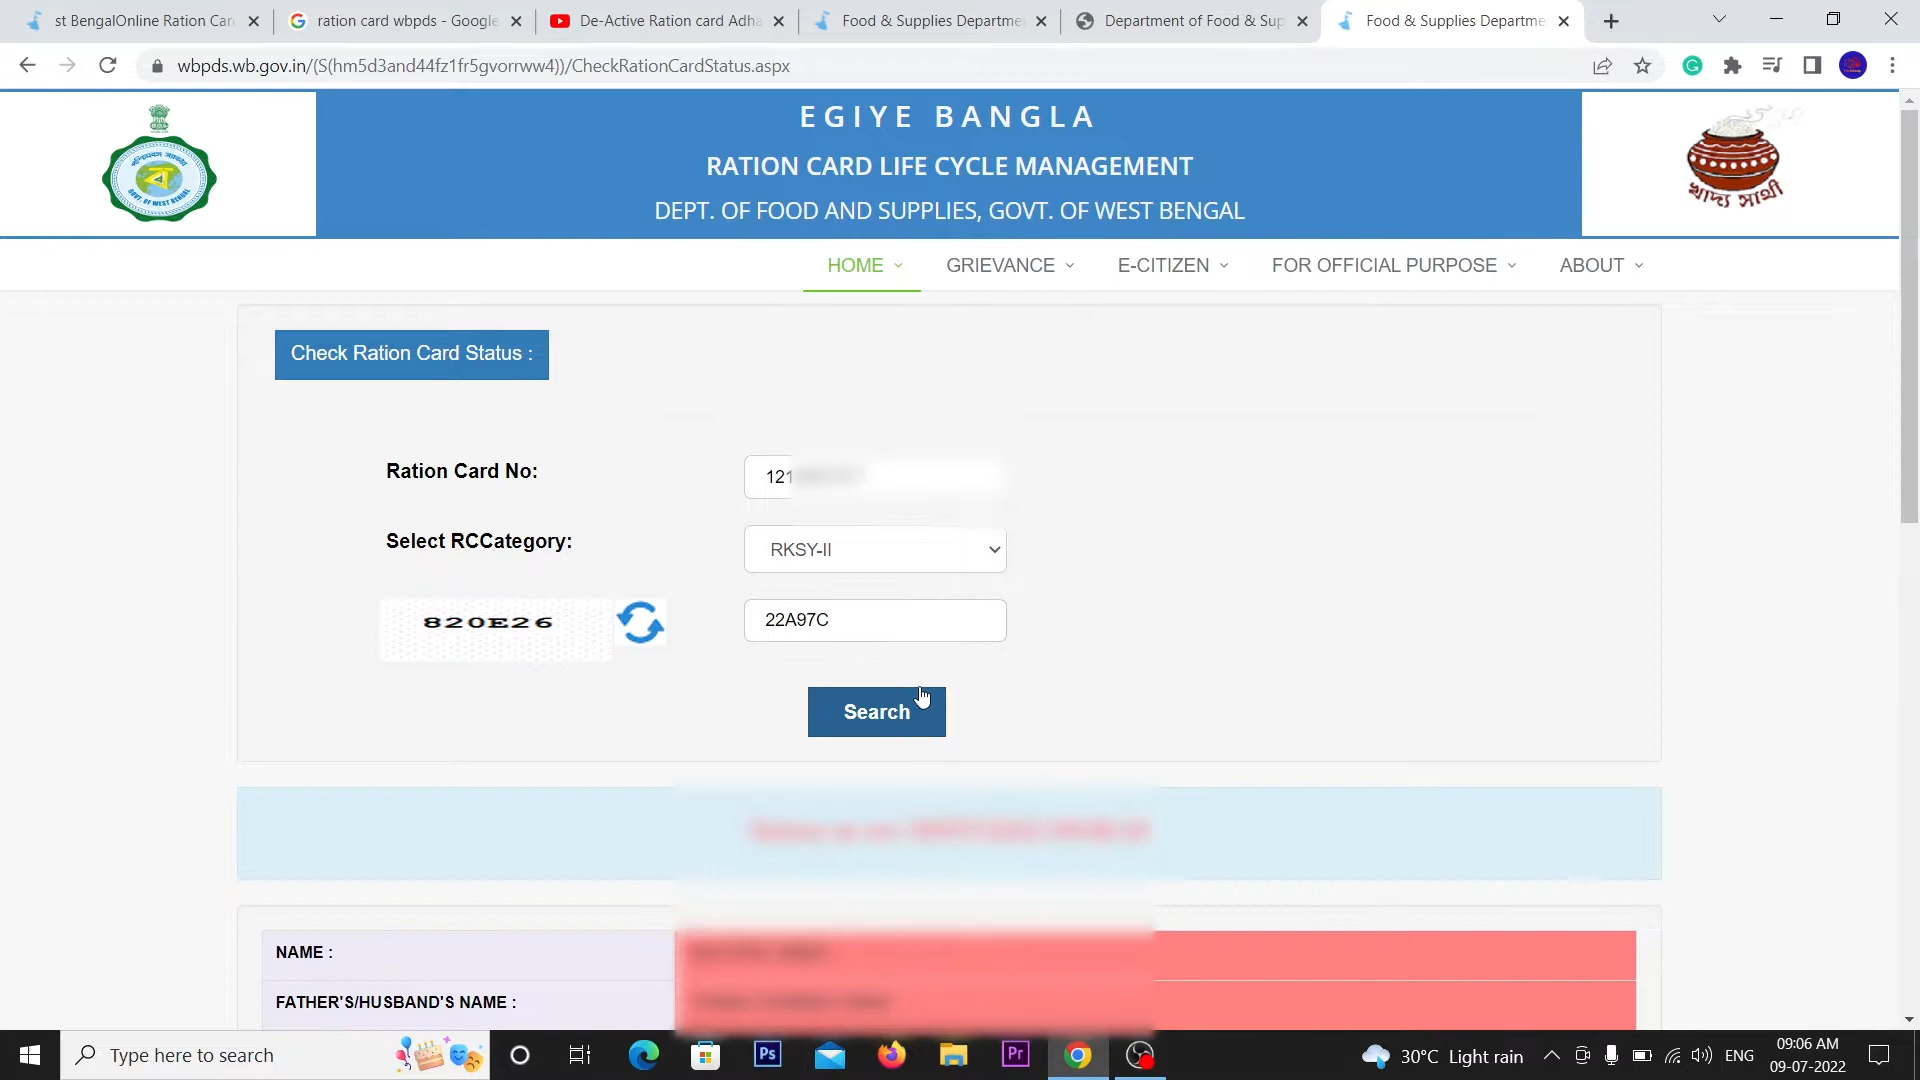 st BengalOnline Ration Car
ration card wbpds - Google
De-Active Ration card Adha
Food & Supplies Departme
Department of Food & Sup
Food & Supplies Departme
wbpds.wb.gov.in/(S(hm5d3and44fz1fr5gvorrww4))/CheckRationCardStatus.aspx
EGIYE BANGLA
RATION CARD LIFE CYCLE MANAGEMENT
DEPT. OF FOOD AND SUPPLIES, GOVT. OF WEST BENGAL
খাদ্য সাথী
HOME
GRIEVANCE
E-CITIZEN
FOR OFFICIAL PURPOSE
ABOUT
Check Ration Card Status :
Ration Card No:
121
Select RCCategory:
RKSY-II
820E26
22A97C
Search
NAME :
FATHER'S/HUSBAND'S NAME :
Type here to search
Ps
Pr
30°C Light rain
ENG
09:06 AM
09-07-2022